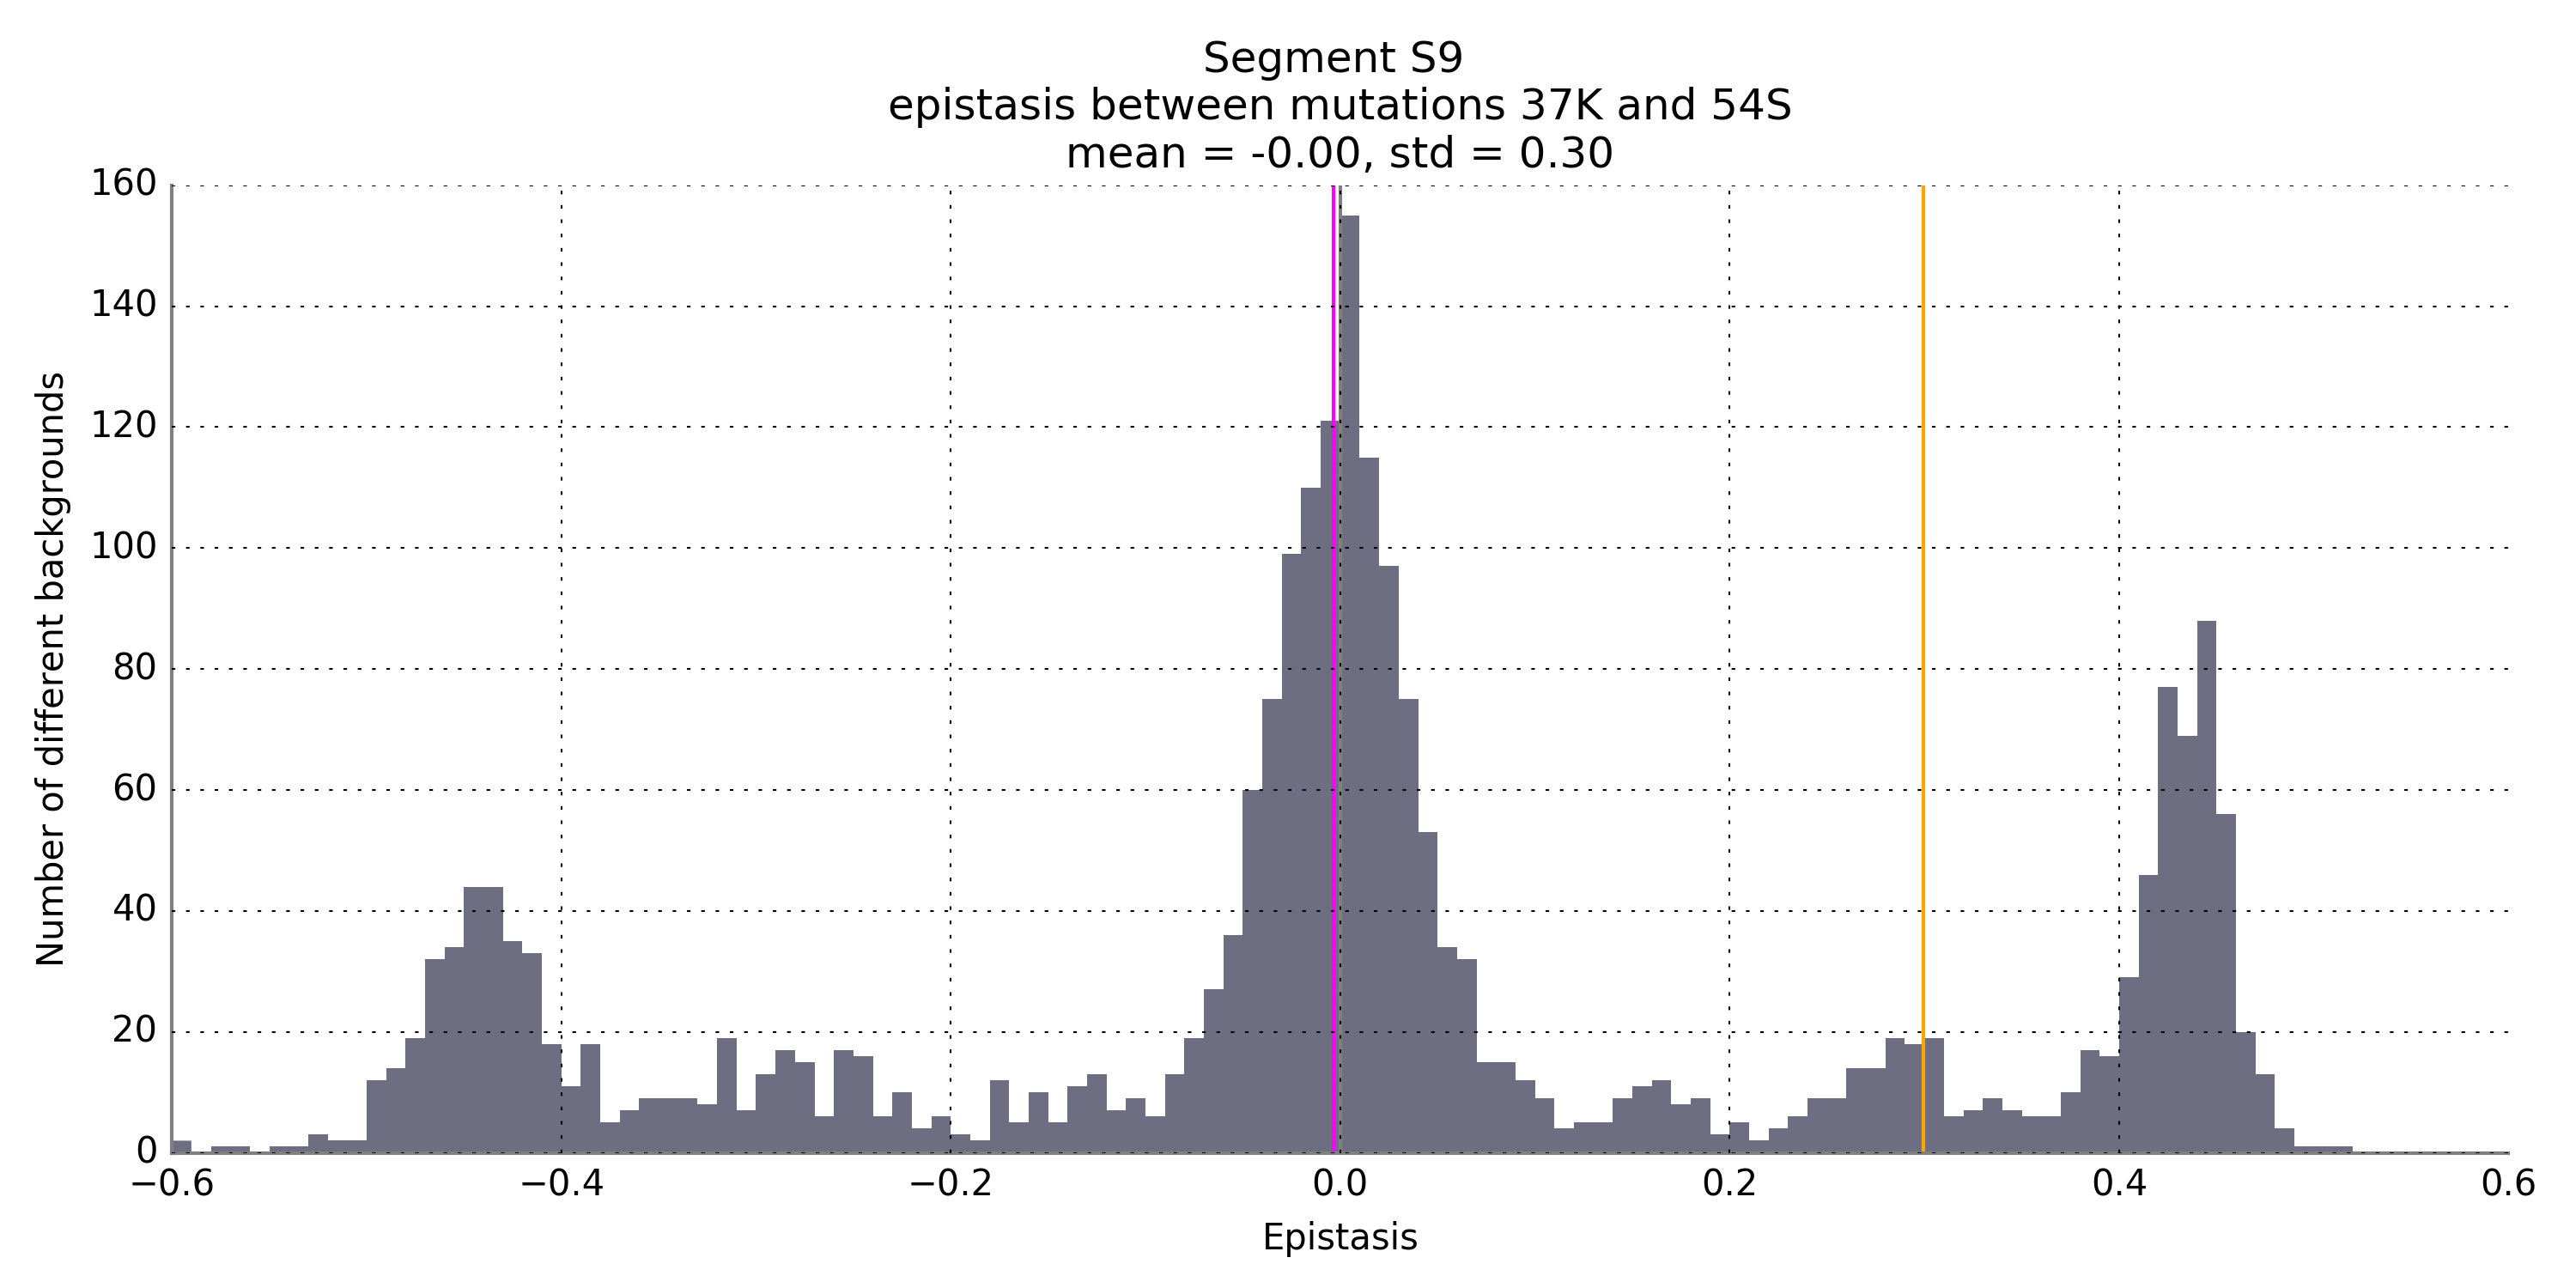 Segment S9
epistasis between mutations 37K and 54S
mean = -0.00, std = 0.30
160
140
120
100
80
60
40
20
0
Number of different backgrounds
−0.6 −0.4 −0.2 0.0 0.2 0.4 0.6
Epistasis